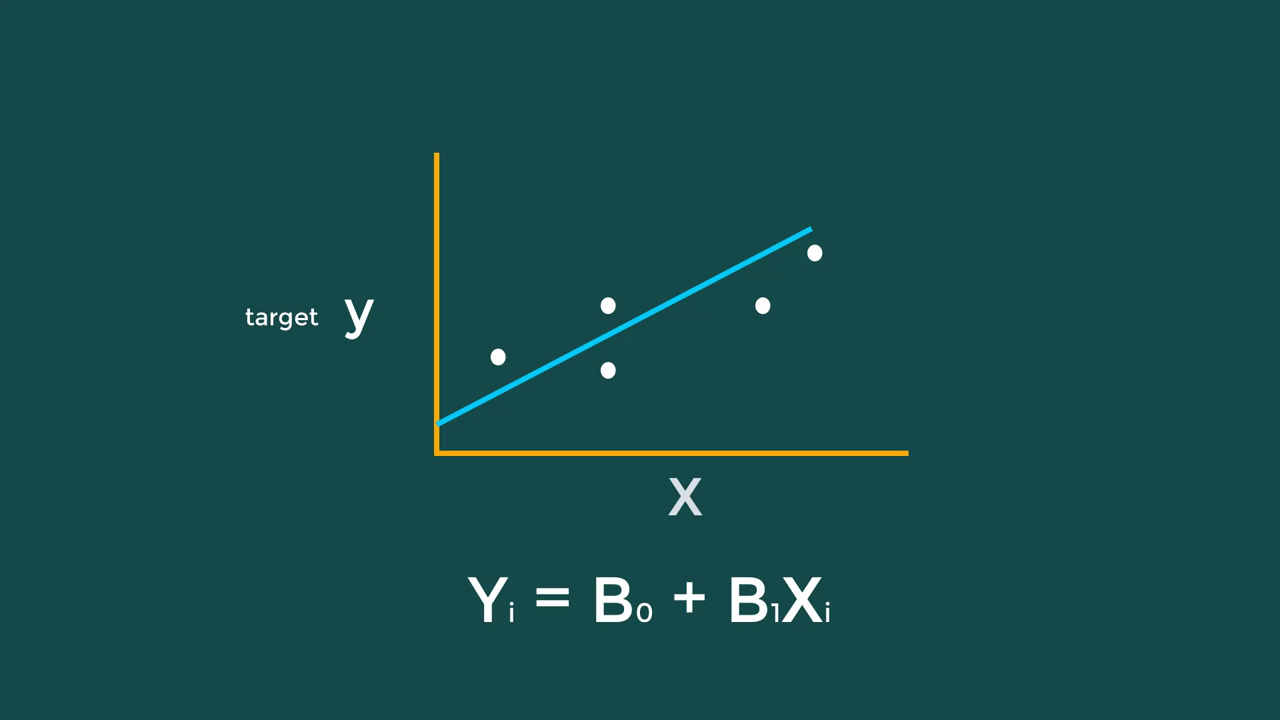 target y
X
Yᵢ = B₀ + B₁Xᵢ